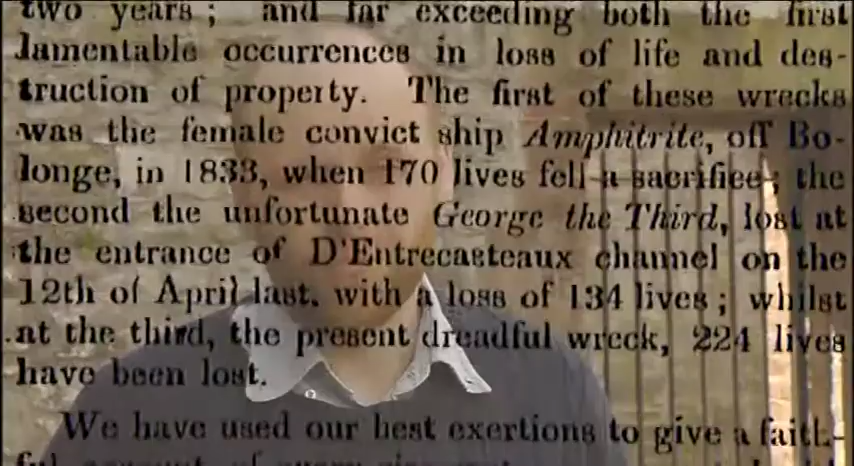 two years; and far exceeding both the first
lamentable occurrences in loss of life and des-
truction of property. The first of these wrecks
was the female convict ship Amphitrite, off Bo-
longe, in 1833, when 170 lives fell a sacrifice; the
second the unfortunate George the Third, lost at
the entrance of D'Entrecasteaux channel on the
12th of April last, with a loss of 134 lives; whilst
at the third, the present dreadful wreck, 224 lives
have been lost.
We have used our best exertions to give a faith-